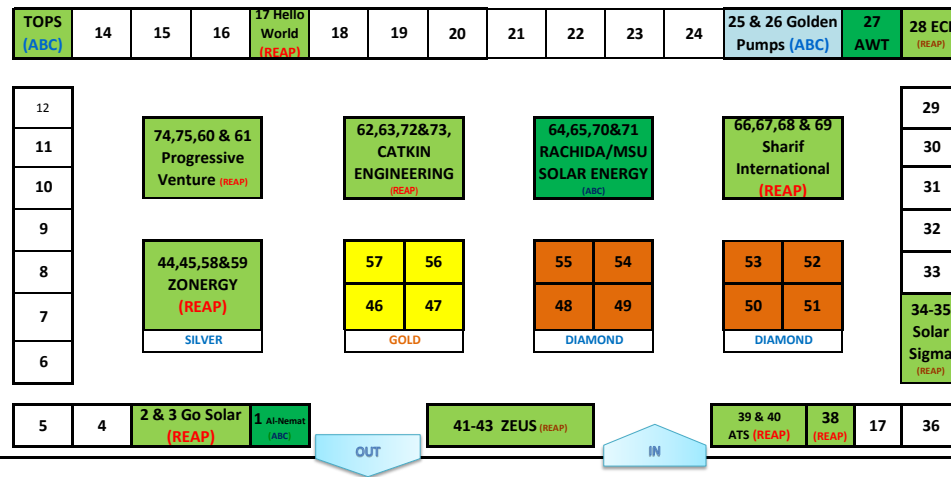 TOPS
(ABC)
14
15
16
17 Hello
World
(REAP)
18
19
20
21
22
23
24
25 & 26 Golden
Pumps (ABC)
27
AWT
(REAP)
12
11
10
9
8
7
6
74,75,60 & 61
Progressive
Venture (REAP)
62,63,72&73,
CATKIN
ENGINEERING
(REAP)
64,65,70&71
RACHIDA/MSU
SOLAR ENERGY
(ABC)
66,67,68 & 69
Sharif
International
(REAP)
29
30
31
32
33
34-35
Solar
Sigma
(REAP)
44,45,58&59
ZONERGY
(REAP)
SILVER
57
56
46
47
GOLD
55
54
48
49
DIAMOND
53
52
50
51
DIAMOND
5
4
2 & 3 Go Solar
(REAP)
1 Al-Nemat
(ABC)
41-43 ZEUS (REAP)
39 & 40
ATS (REAP)
38
(REAP)
17
36
OUT
IN